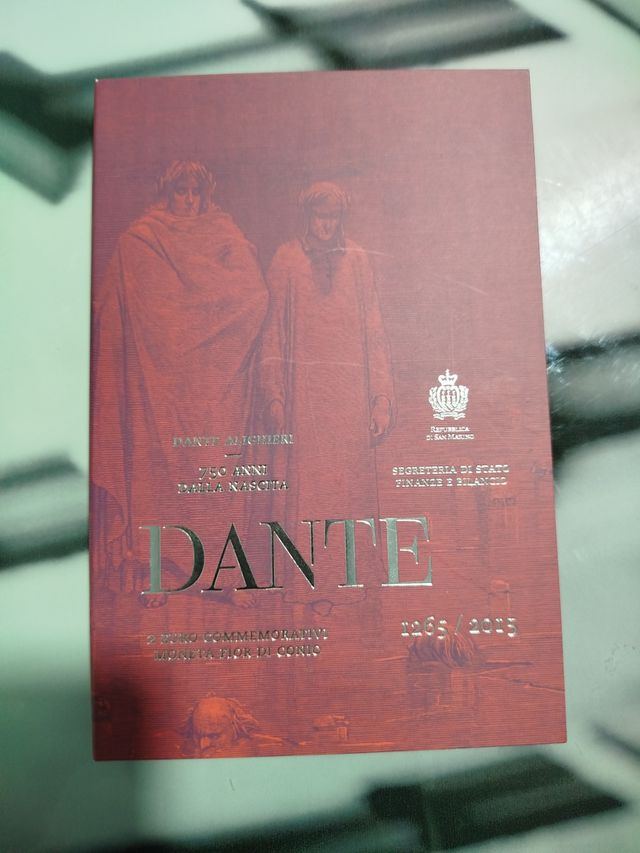 DANTE ALIGHIERI
—
750 ANNI
DALLA NASCITA
REPUBBLICA
DI SAN MARINO
SEGRETERIA DI STATO
FINANZE E BILANCIO
DANTE
2 EURO COMMEMORATIVI
MONETA FIOR DI CONIO
1265 / 2015